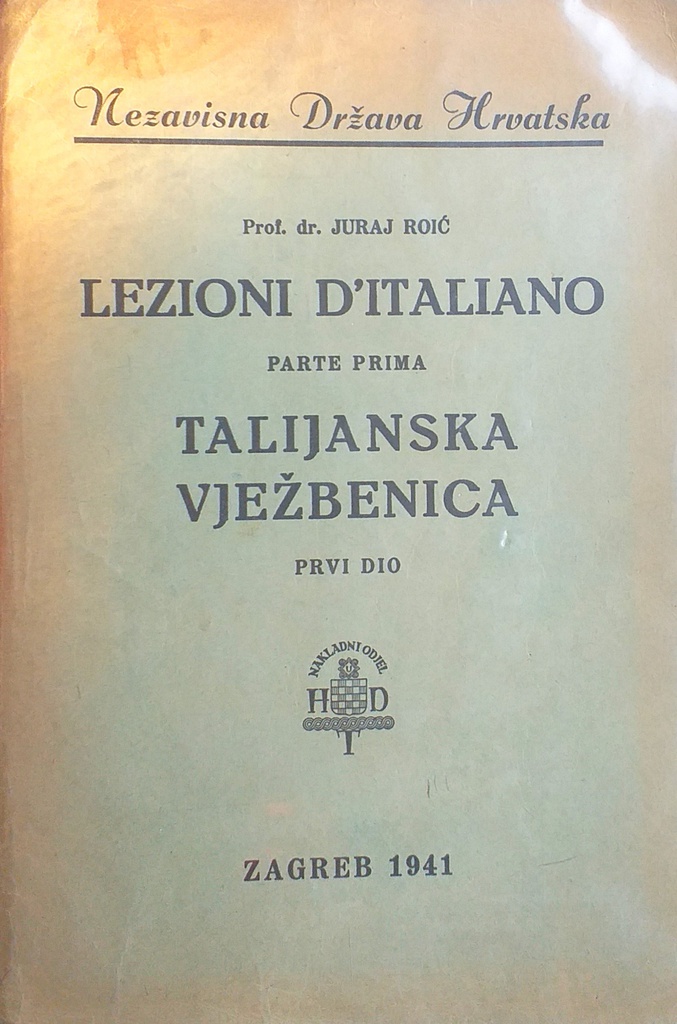 Nezavisna Država Hrvatska
Prof. dr. JURAJ ROIĆ
LEZIONI D'ITALIANO
PARTE PRIMA
TALIJANSKA
VJEŽBENICA
PRVI DIO
NAKLADNI ODJEL
H D
T
ZAGREB 1941